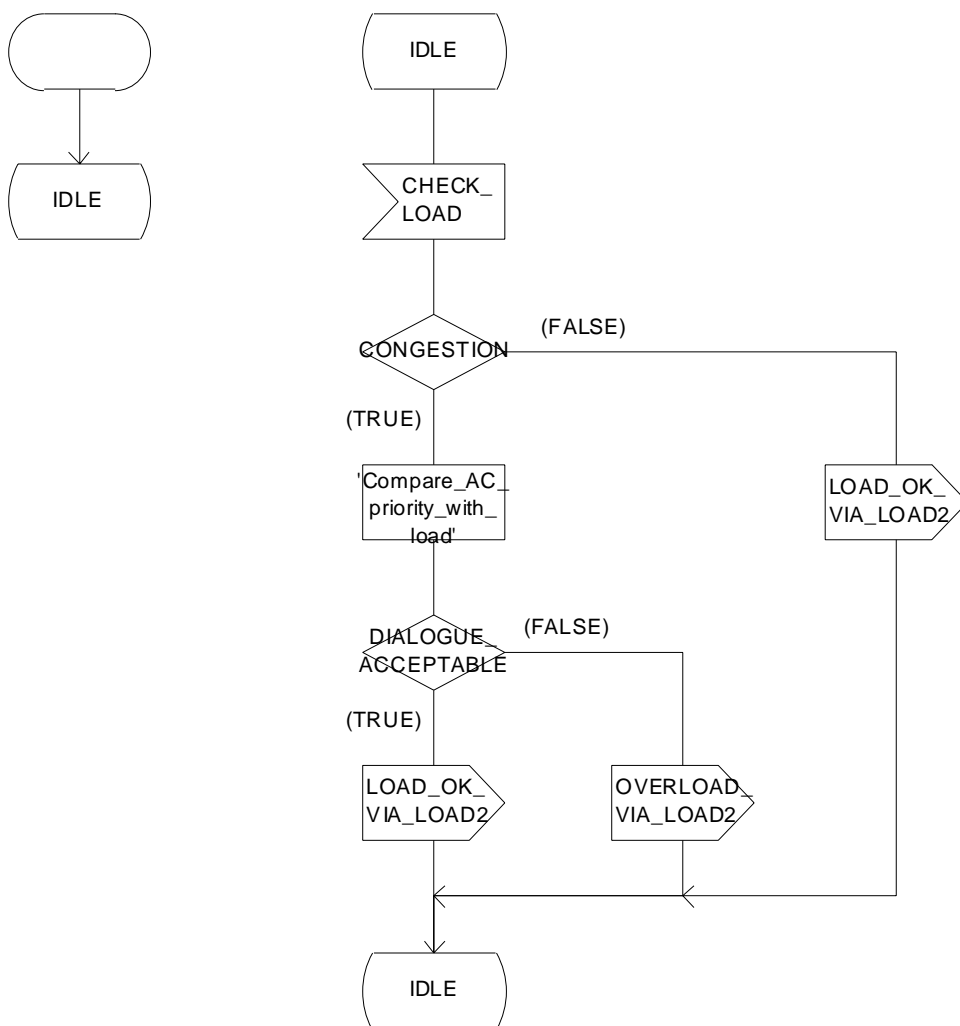 IDLE
IDLE
CHECK_
LOAD
CONGESTION
(FALSE)
(TRUE)
'Compare_AC_
priority_with_
load'
LOAD_OK_
VIA_LOAD2
DIALOGUE_
ACCEPTABLE
(FALSE)
(TRUE)
LOAD_OK_
VIA_LOAD2
OVERLOAD_
VIA_LOAD2
IDLE